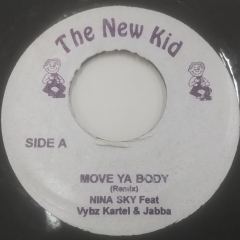 The New Kid
SIDE A
MOVE YA BODY
(Remix)
NINA SKY Feat
Vybz Kartel & Jabba